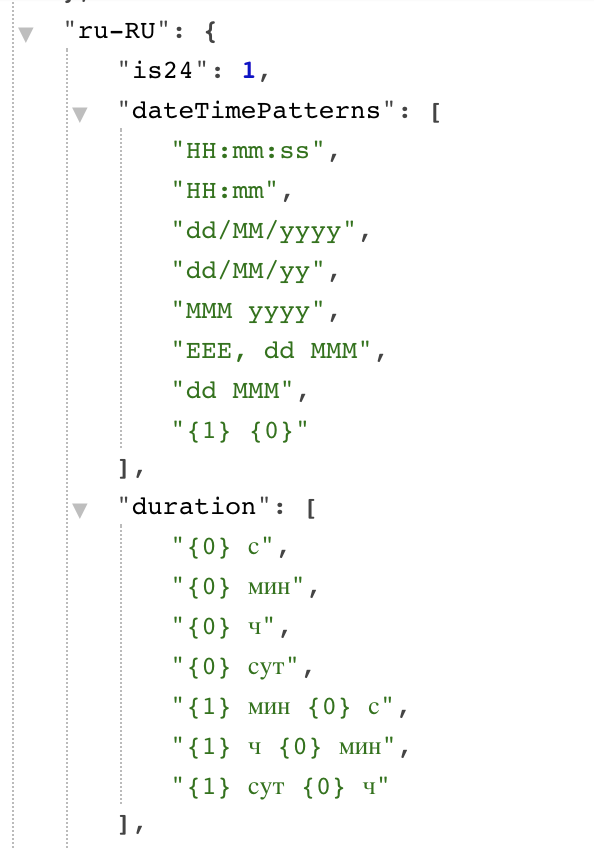 "ru-RU": {
"is24": 1,
"dateTimePatterns": [
"HH:mm:ss",
"HH:mm",
"dd/MM/yyyy",
"dd/MM/yy",
"MMM yyyy",
"EEE, dd MMM",
"dd MMM",
"{1} {0}"
],
"duration": [
"{0} с",
"{0} мин",
"{0} ч",
"{0} сут",
"{1} мин {0} с",
"{1} ч {0} мин",
"{1} сут {0} ч"
],